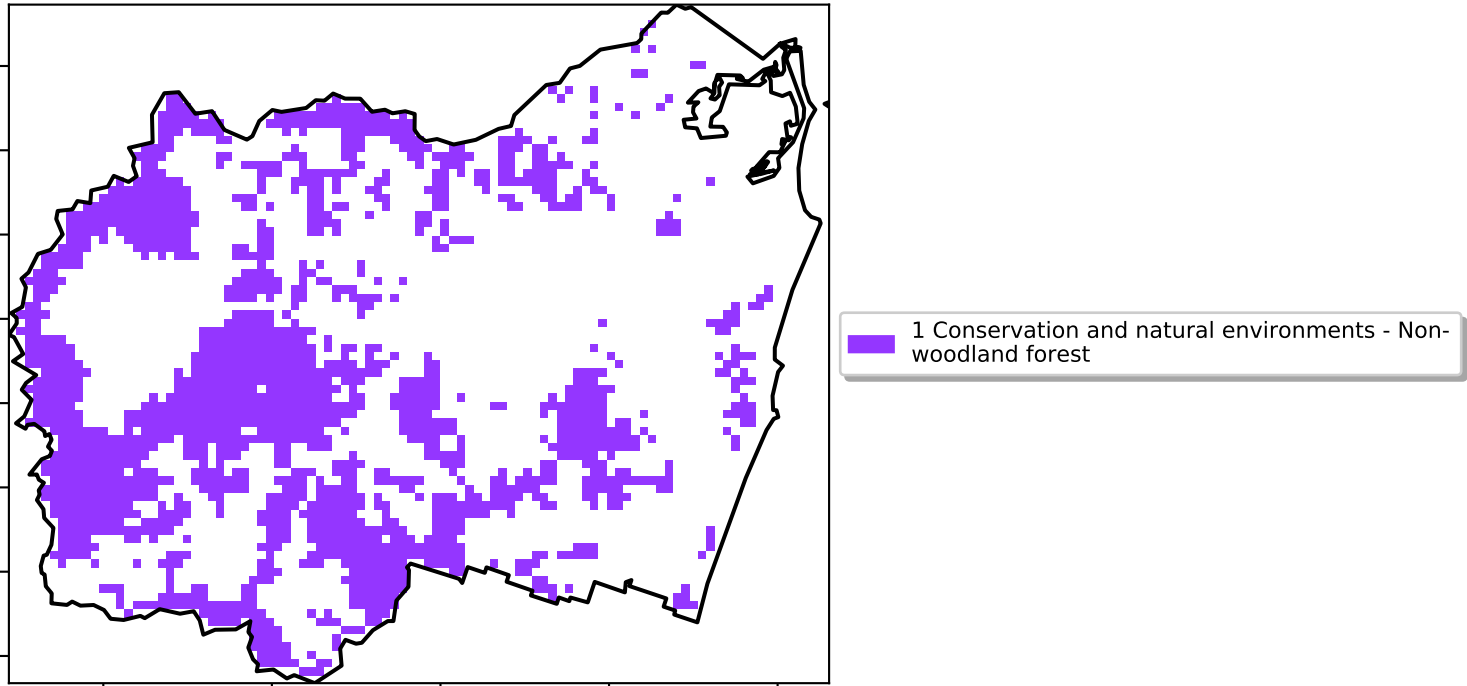 1 Conservation and natural environments - Non-
woodland forest